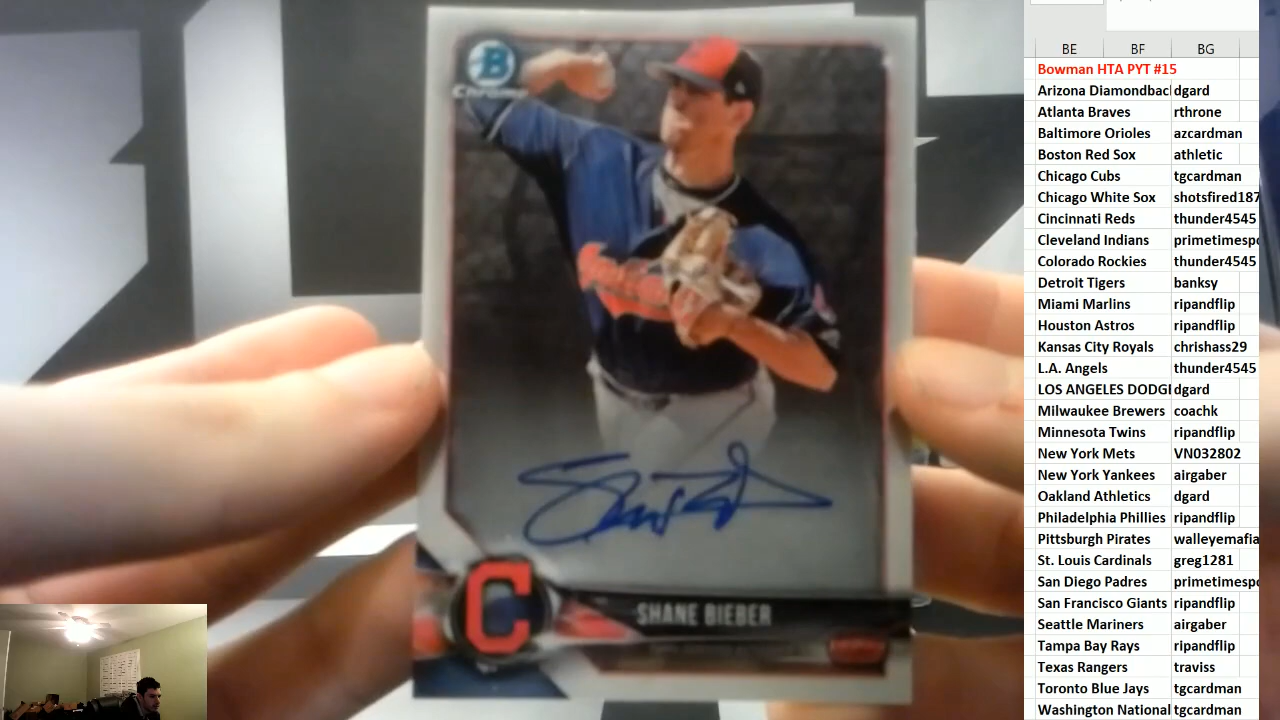 B
Chrome
C
SHANE BIEBER
BE BF BG
Bowman HTA PYT #15
Arizona Diamondbac dgard
Atlanta Braves rthrone
Baltimore Orioles azcardman
Boston Red Sox athletic
Chicago Cubs tgcardman
Chicago White Sox shotsfired187
Cincinnati Reds thunder4545
Cleveland Indians primetimespo
Colorado Rockies thunder4545
Detroit Tigers banksy
Miami Marlins ripandflip
Houston Astros ripandflip
Kansas City Royals chrishass29
L.A. Angels thunder4545
LOS ANGELES DODG dgard
Milwaukee Brewers coachk
Minnesota Twins ripandflip
New York Mets VN032802
New York Yankees airgaber
Oakland Athletics dgard
Philadelphia Phillies ripandflip
Pittsburgh Pirates walleyemafia
St. Louis Cardinals greg1281
San Diego Padres primetimespo
San Francisco Giants ripandflip
Seattle Mariners airgaber
Tampa Bay Rays ripandflip
Texas Rangers traviss
Toronto Blue Jays tgcardman
Washington National tgcardman